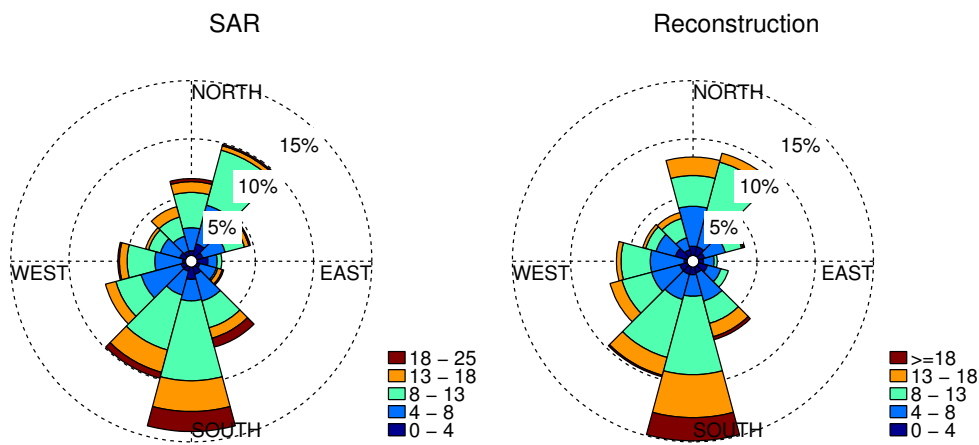 SAR
NORTH
15%
10%
5%
WEST
EAST
SOUTH
18 − 25
13 − 18
8 − 13
4 − 8
0 − 4
Reconstruction
NORTH
15%
10%
5%
WEST
EAST
SOUTH
>=18
13 − 18
8 − 13
4 − 8
0 − 4